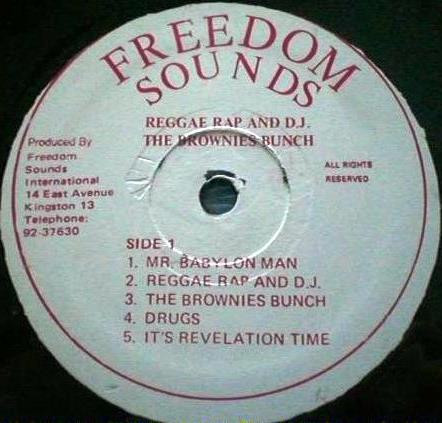 FREEDOM
SOUNDS
REGGAE RAP AND D.J.
THE BROWNIES BUNCH
Produced By
Freedom
Sounds
International
14 East Avenue
Kingston 13
Telephone:
92-37630
ALL RIGHTS
RESERVED
SIDE 1
1. MR. BABYLON MAN
2. REGGAE RAP AND D.J.
3. THE BROWNIES BUNCH
4. DRUGS
5. IT'S REVELATION TIME